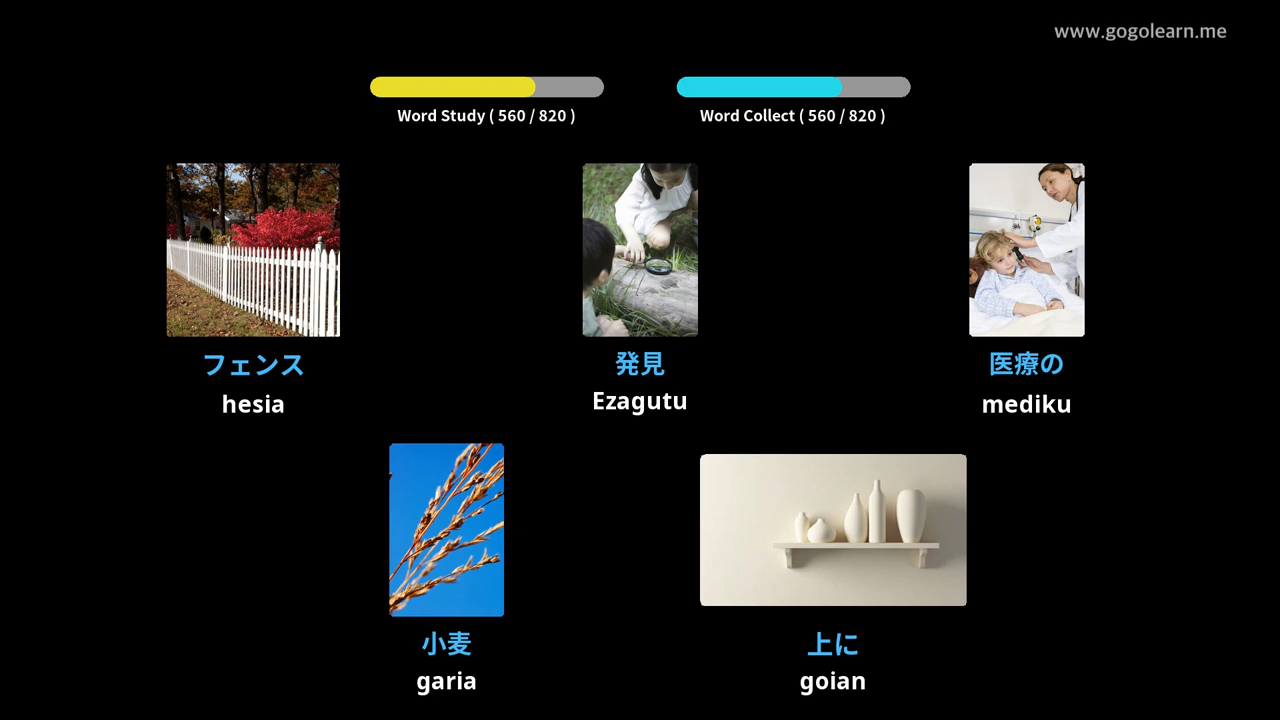 www.gogolearn.me
Word Study ( 560 / 820 )
Word Collect ( 560 / 820 )
フェンス
hesia
発見
Ezagutu
医療の
mediku
小麦
garia
上に
goian